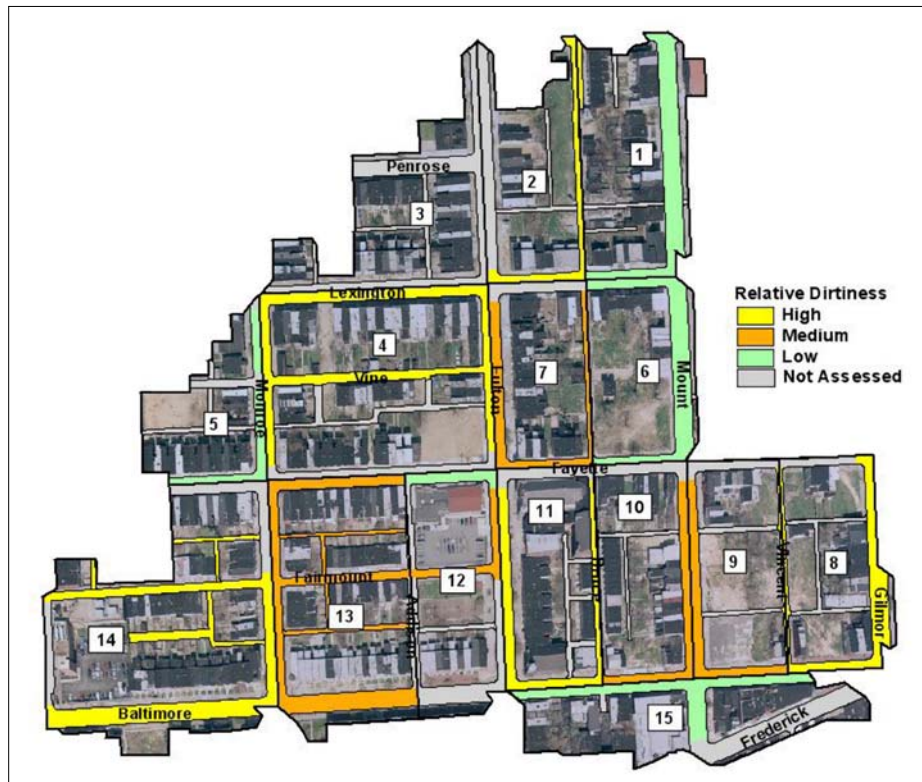 1
2
Penrose
3
Lexington
Relative Dirtiness
High
Medium
Low
Not Assessed
4
7
6
Vine
Fulton
Mount
Monroe
5
Fayette
11
10
9
8
12
Fairmount
13
14
Gilmor
Baltimore
15
Frederick